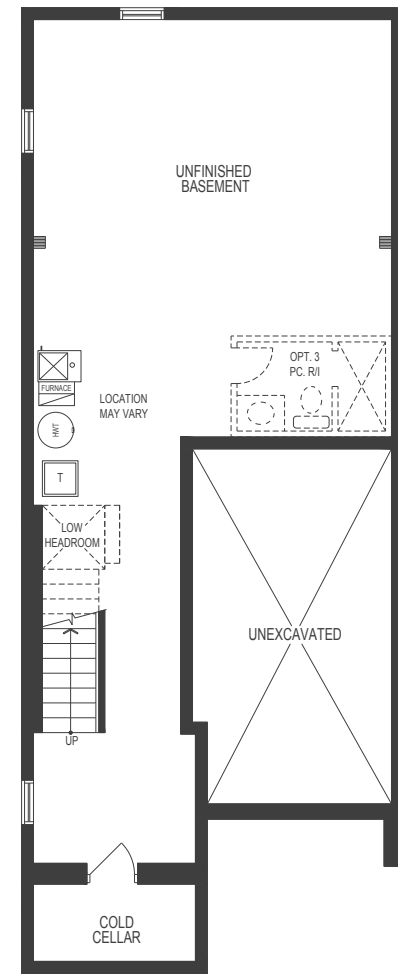 UNFINISHED
BASEMENT
OPT. 3
PC. R/I
FURNACE
LOCATION
MAY VARY
HWT
T
LOW
HEADROOM
UNEXCAVATED
UP
COLD
CELLAR